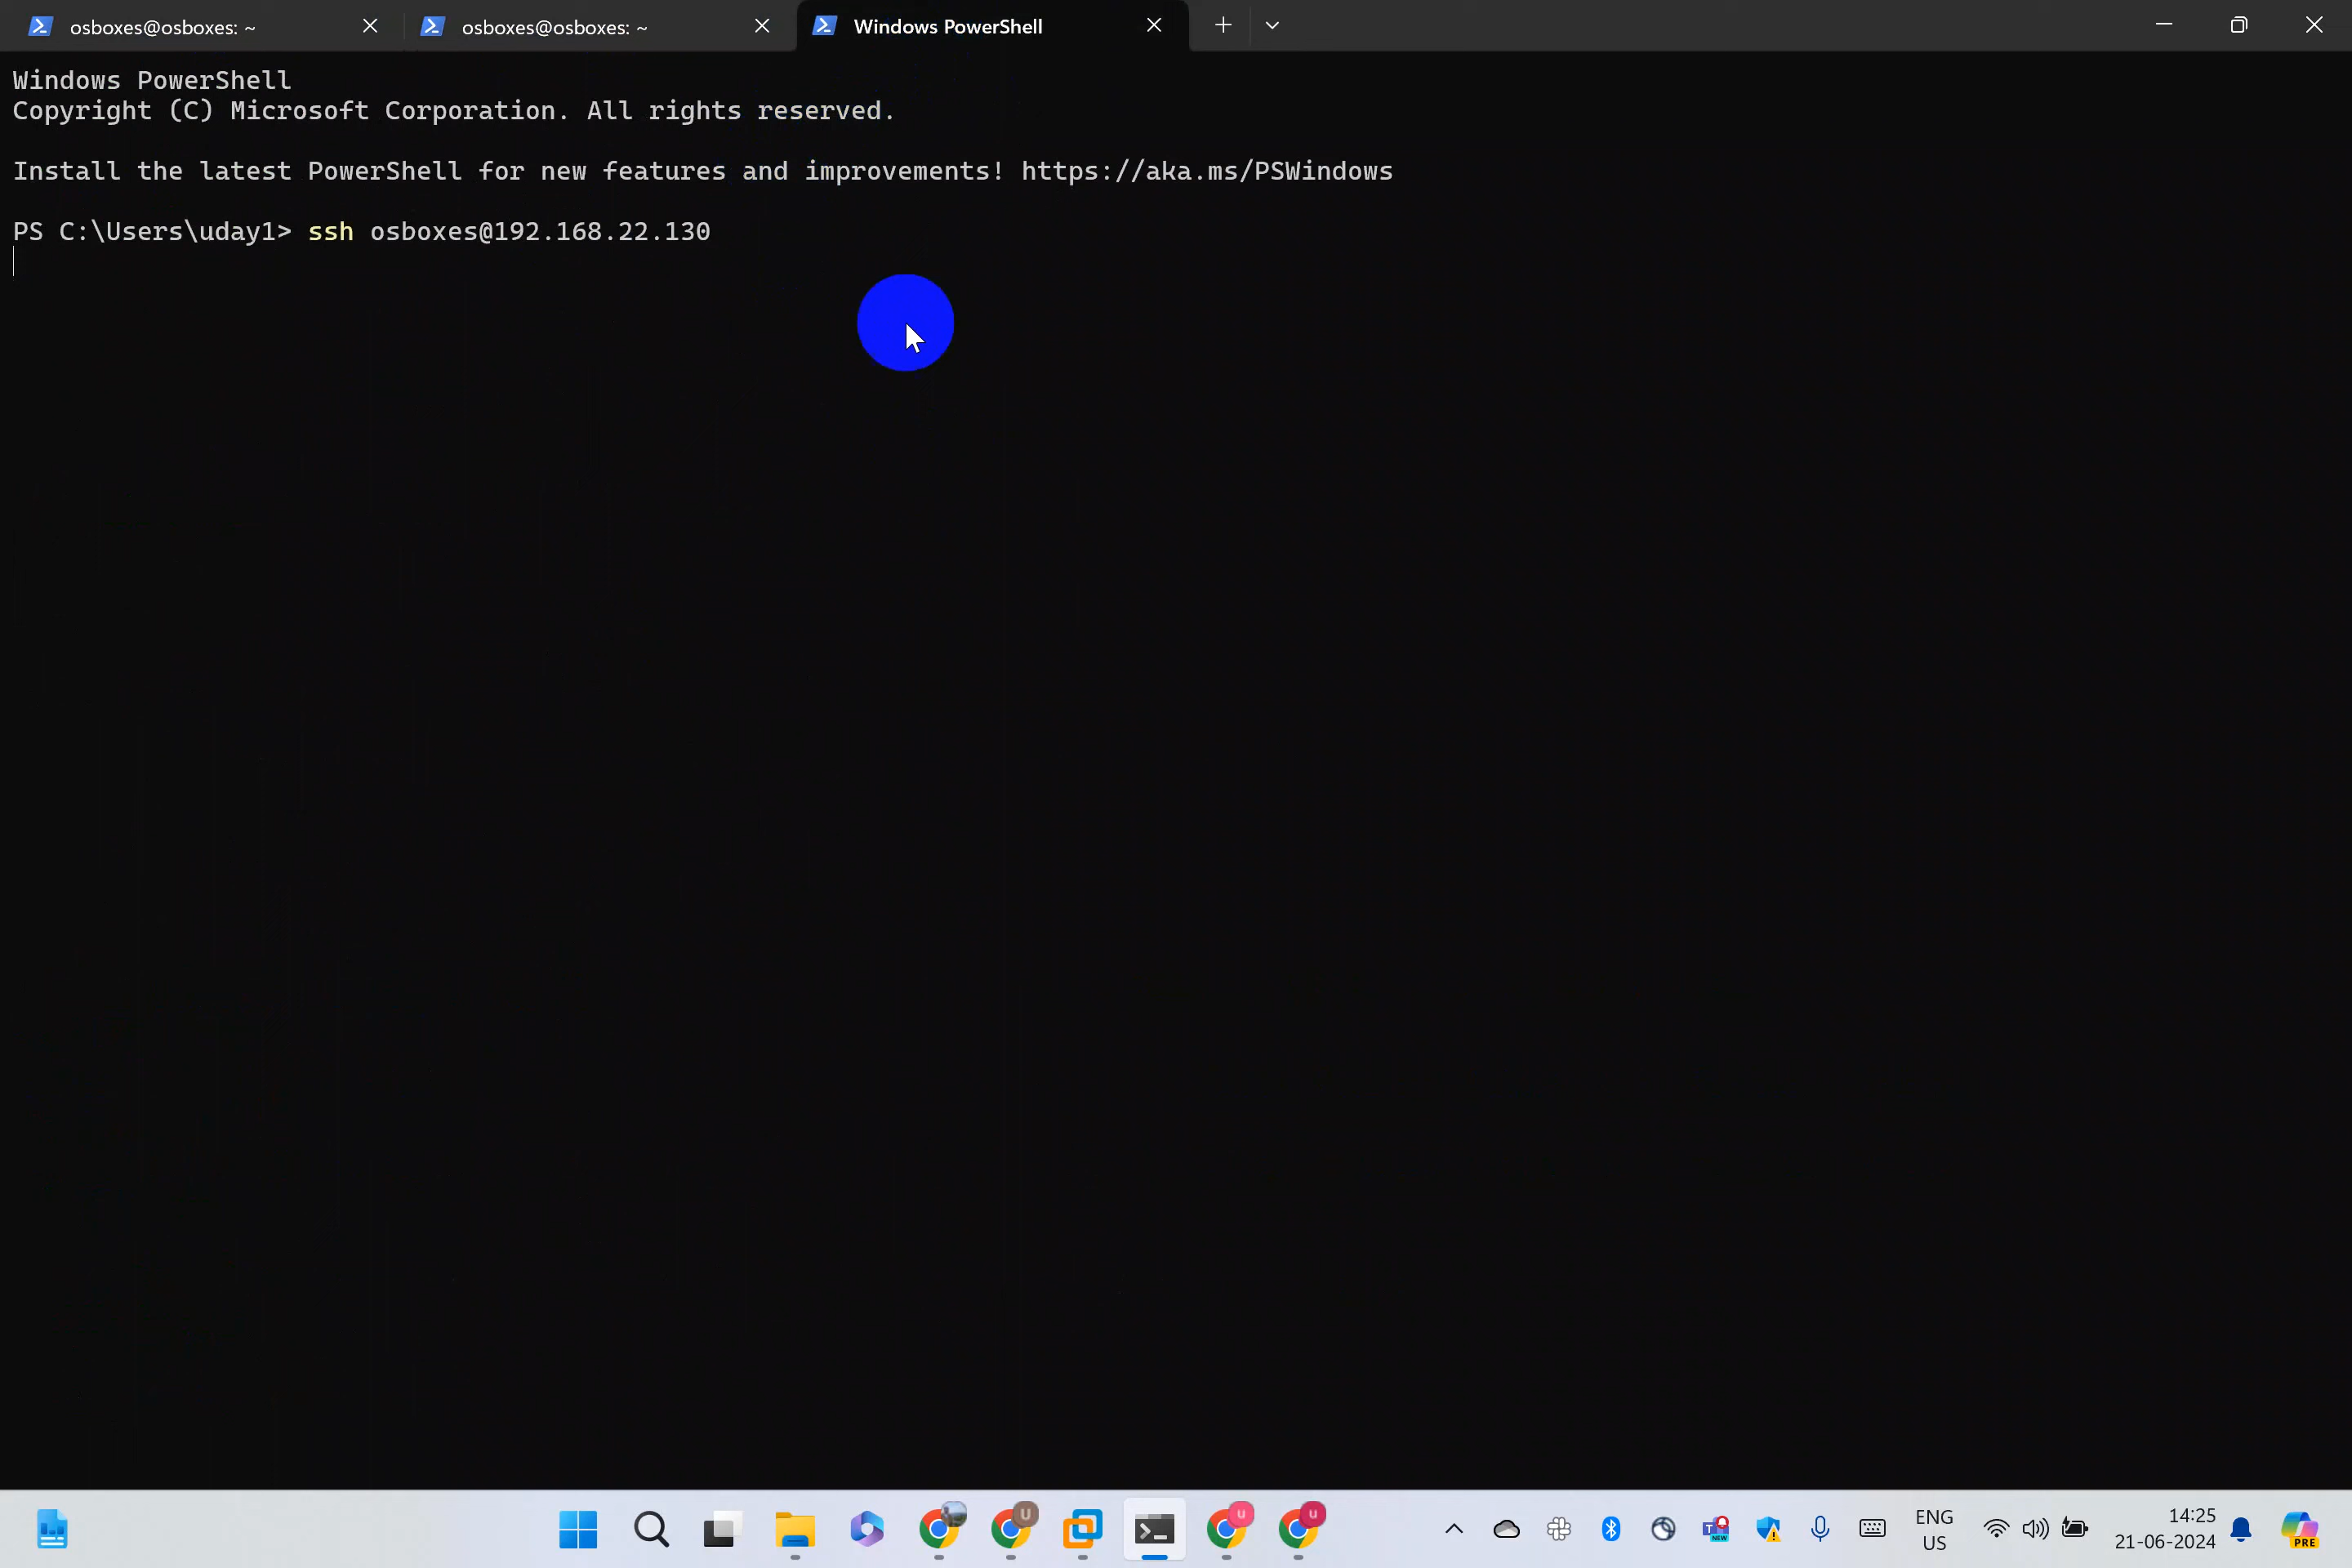 osboxes@osboxes: ~
osboxes@osboxes: ~
Windows PowerShell
Windows PowerShell
Copyright (C) Microsoft Corporation. All rights reserved.
Install the latest PowerShell for new features and improvements! https://aka.ms/PSWindows
PS C:\Users\uday1> ssh osboxes@192.168.22.130
U
u
u
NEW
ENG
US
14:25
21-06-2024
PRE